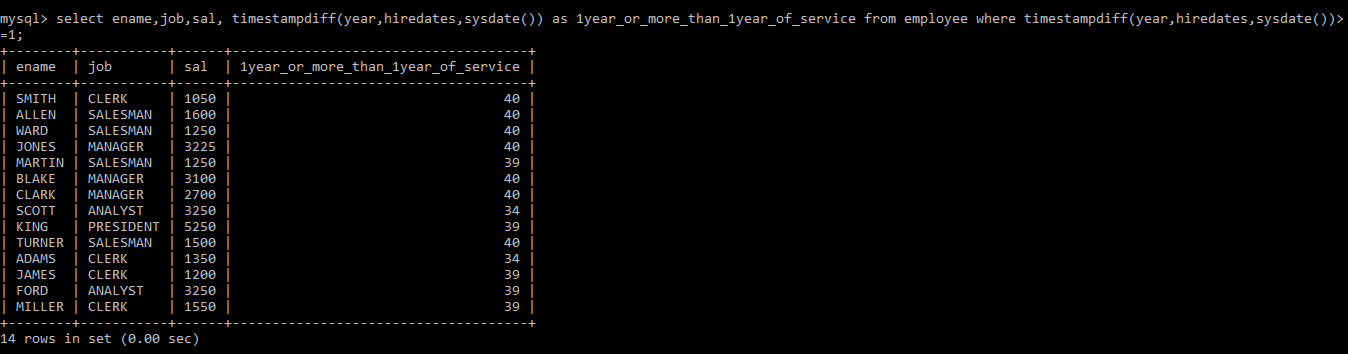 mysql> select ename,job,sal, timestampdiff(year,hiredates,sysdate()) as 1year_or_more_than_1year_of_service from employee where timestampdiff(year,hiredates,sysdate())>
=1;
+--------+-----------+------+-------------------------------------+
| ename  | job       | sal  | 1year_or_more_than_1year_of_service |
+--------+-----------+------+-------------------------------------+
| SMITH  | CLERK     | 1050 |                                  40 |
| ALLEN  | SALESMAN  | 1600 |                                  40 |
| WARD   | SALESMAN  | 1250 |                                  40 |
| JONES  | MANAGER   | 3225 |                                  40 |
| MARTIN | SALESMAN  | 1250 |                                  39 |
| BLAKE  | MANAGER   | 3100 |                                  40 |
| CLARK  | MANAGER   | 2700 |                                  40 |
| SCOTT  | ANALYST   | 3250 |                                  34 |
| KING   | PRESIDENT | 5250 |                                  39 |
| TURNER | SALESMAN  | 1500 |                                  40 |
| ADAMS  | CLERK     | 1350 |                                  34 |
| JAMES  | CLERK     | 1200 |                                  39 |
| FORD   | ANALYST   | 3250 |                                  39 |
| MILLER | CLERK     | 1550 |                                  39 |
+--------+-----------+------+-------------------------------------+
14 rows in set (0.00 sec)